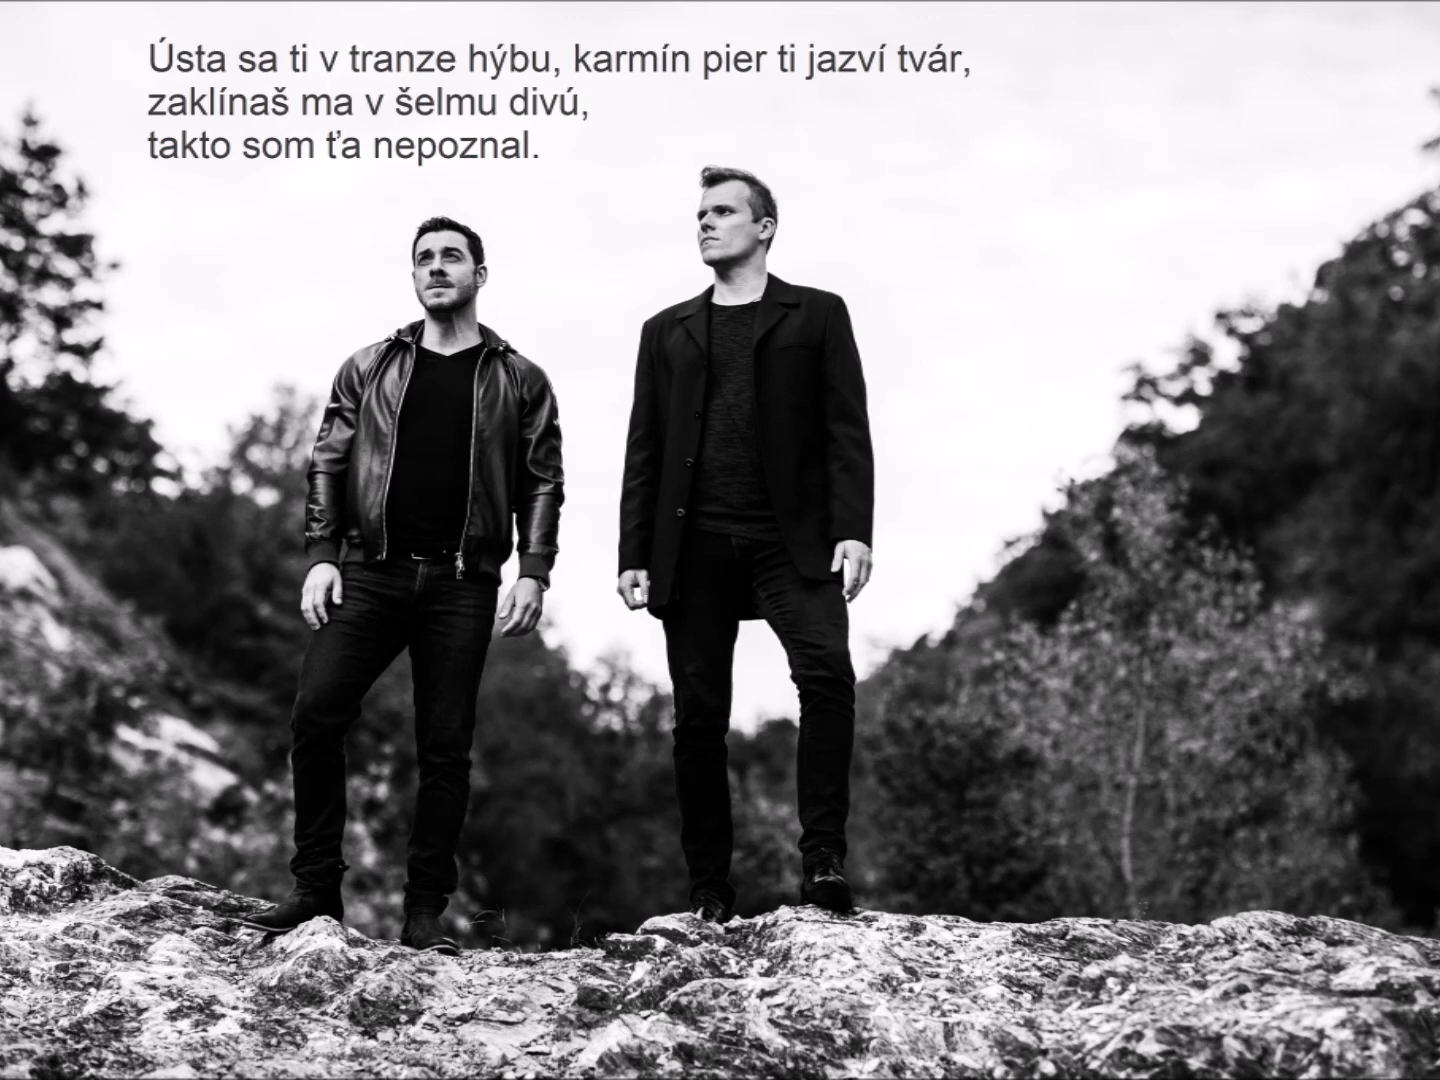 Ústa sa ti v tranze hýbu, karmín pier ti jazví tvár,
zaklínaš ma v šelmu divú,
takto som ťa nepoznal.